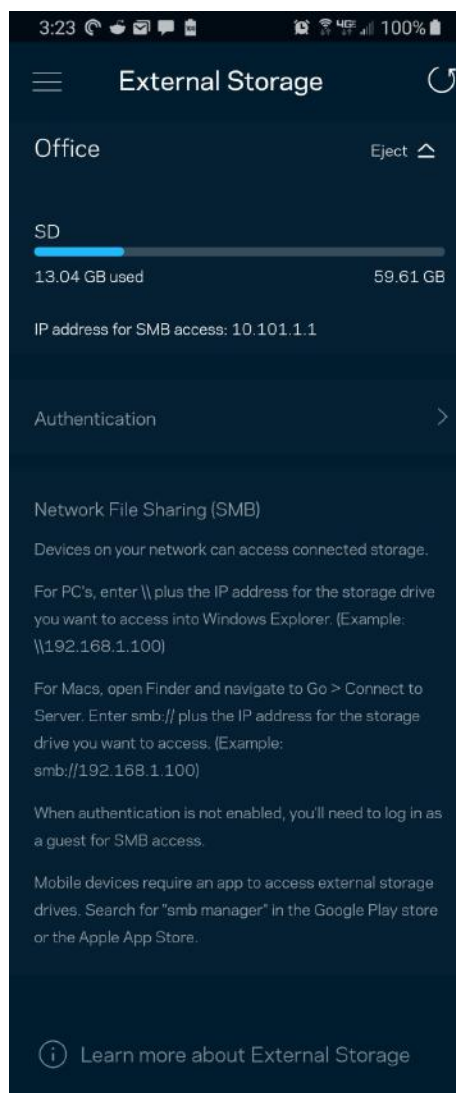 3:23 4GE 100%
External Storage
Office Eject
SD
13.04 GB used 59.61 GB
IP address for SMB access: 10.101.1.1
Authentication
Network File Sharing (SMB)
Devices on your network can access connected storage.
For PC's, enter \\ plus the IP address for the storage drive
you want to access into Windows Explorer. (Example:
\\192.168.1.100)
For Macs, open Finder and navigate to Go > Connect to
Server. Enter smb:// plus the IP address for the storage
drive you want to access. (Example:
smb://192.168.1.100)
When authentication is not enabled, you'll need to log in as
a guest for SMB access.
Mobile devices require an app to access external storage
drives. Search for "smb manager" in the Google Play store
or the Apple App Store.
Learn more about External Storage